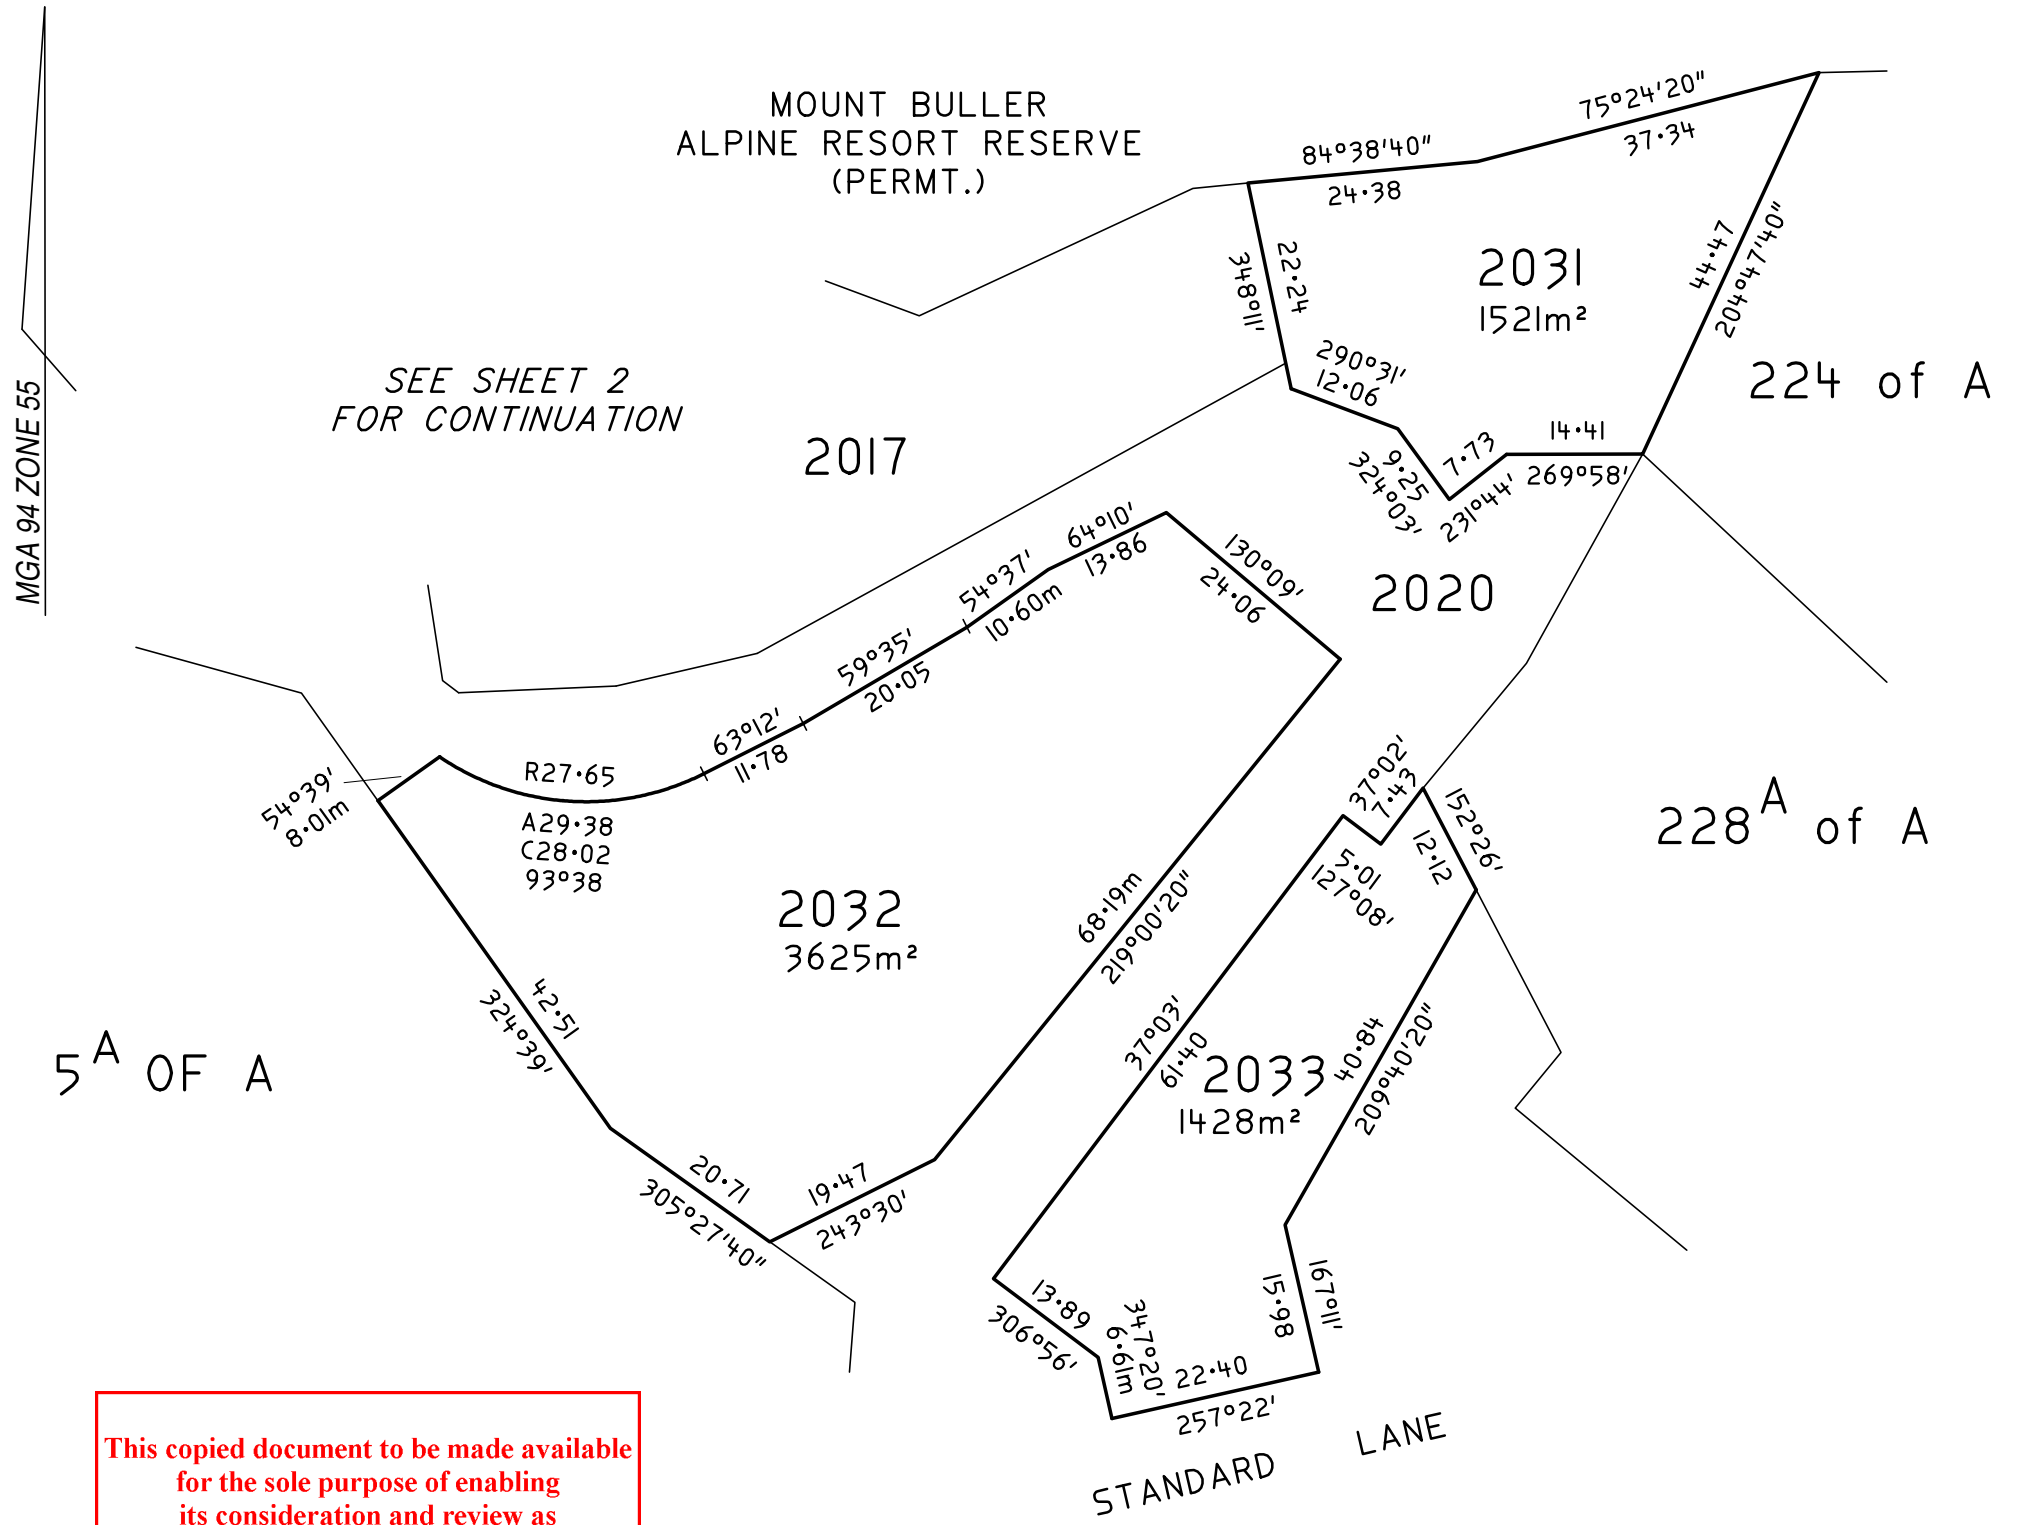 MOUNT BULLER
ALPINE RESORT RESERVE
(PERMT.)
75°24'20"
37·34
84°38'40"
24·38
22·24
348°11'
2031
1521m²
44·47
204°47'40"
290°31'
12·06
9·25
324°03'
7·73
231°44'
14·41
269°58'
224 of A
SEE SHEET 2
FOR CONTINUATION
MGA 94 ZONE 55
2017
2020
64°10'
13·86
54°37'
10·60m
130°09'
24·06
59°35'
20·05
63°12'
11·78
R27·65
A29·38
C28·02
93°38
54°39'
8·01m
2032
3625m²
68·19m
219°00'20"
42·51
324°39'
20·71
305°27'40"
19·47
243°30'
5A OF A
37°02'
7·43
5·01
127°08'
152°26'
12·12
228A of A
37°03'
61·40
2033
1428m²
40·84
209°40'20"
13·89
306°56'
347°20'
6·61m
15·98
167°11'
22·40
257°22'
STANDARD LANE
This copied document to be made available
for the sole purpose of enabling
its consideration and review as